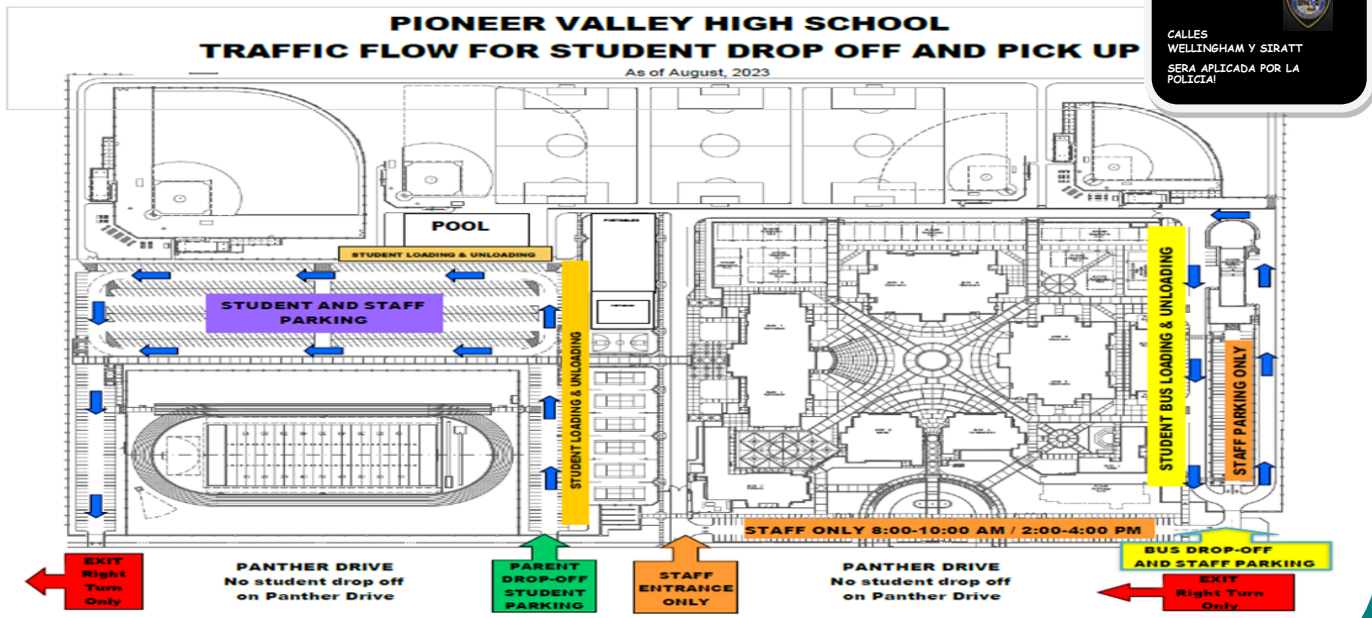 PIONEER VALLEY HIGH SCHOOL
TRAFFIC FLOW FOR STUDENT DROP OFF AND PICK UP
As of August, 2023
CALLES
WELLINGHAM Y SIRATT
SERA APLICADA POR LA
POLICIA!
POOL
PORTABLES
STUDENT LOADING & UNLOADING
STUDENT AND STAFF
PARKING
STUDENT LOADING & UNLOADING
STUDENT BUS LOADING & UNLOADING
STAFF PARKING ONLY
STAFF ONLY 8:00-10:00 AM / 2:00-4:00 PM
EXIT
Right
Turn
Only
PANTHER DRIVE
No student drop off
on Panther Drive
PARENT
DROP-OFF
STUDENT
PARKING
STAFF
ENTRANCE
ONLY
PANTHER DRIVE
No student drop off
on Panther Drive
BUS DROP-OFF
AND STAFF PARKING
EXIT
Right Turn
Only